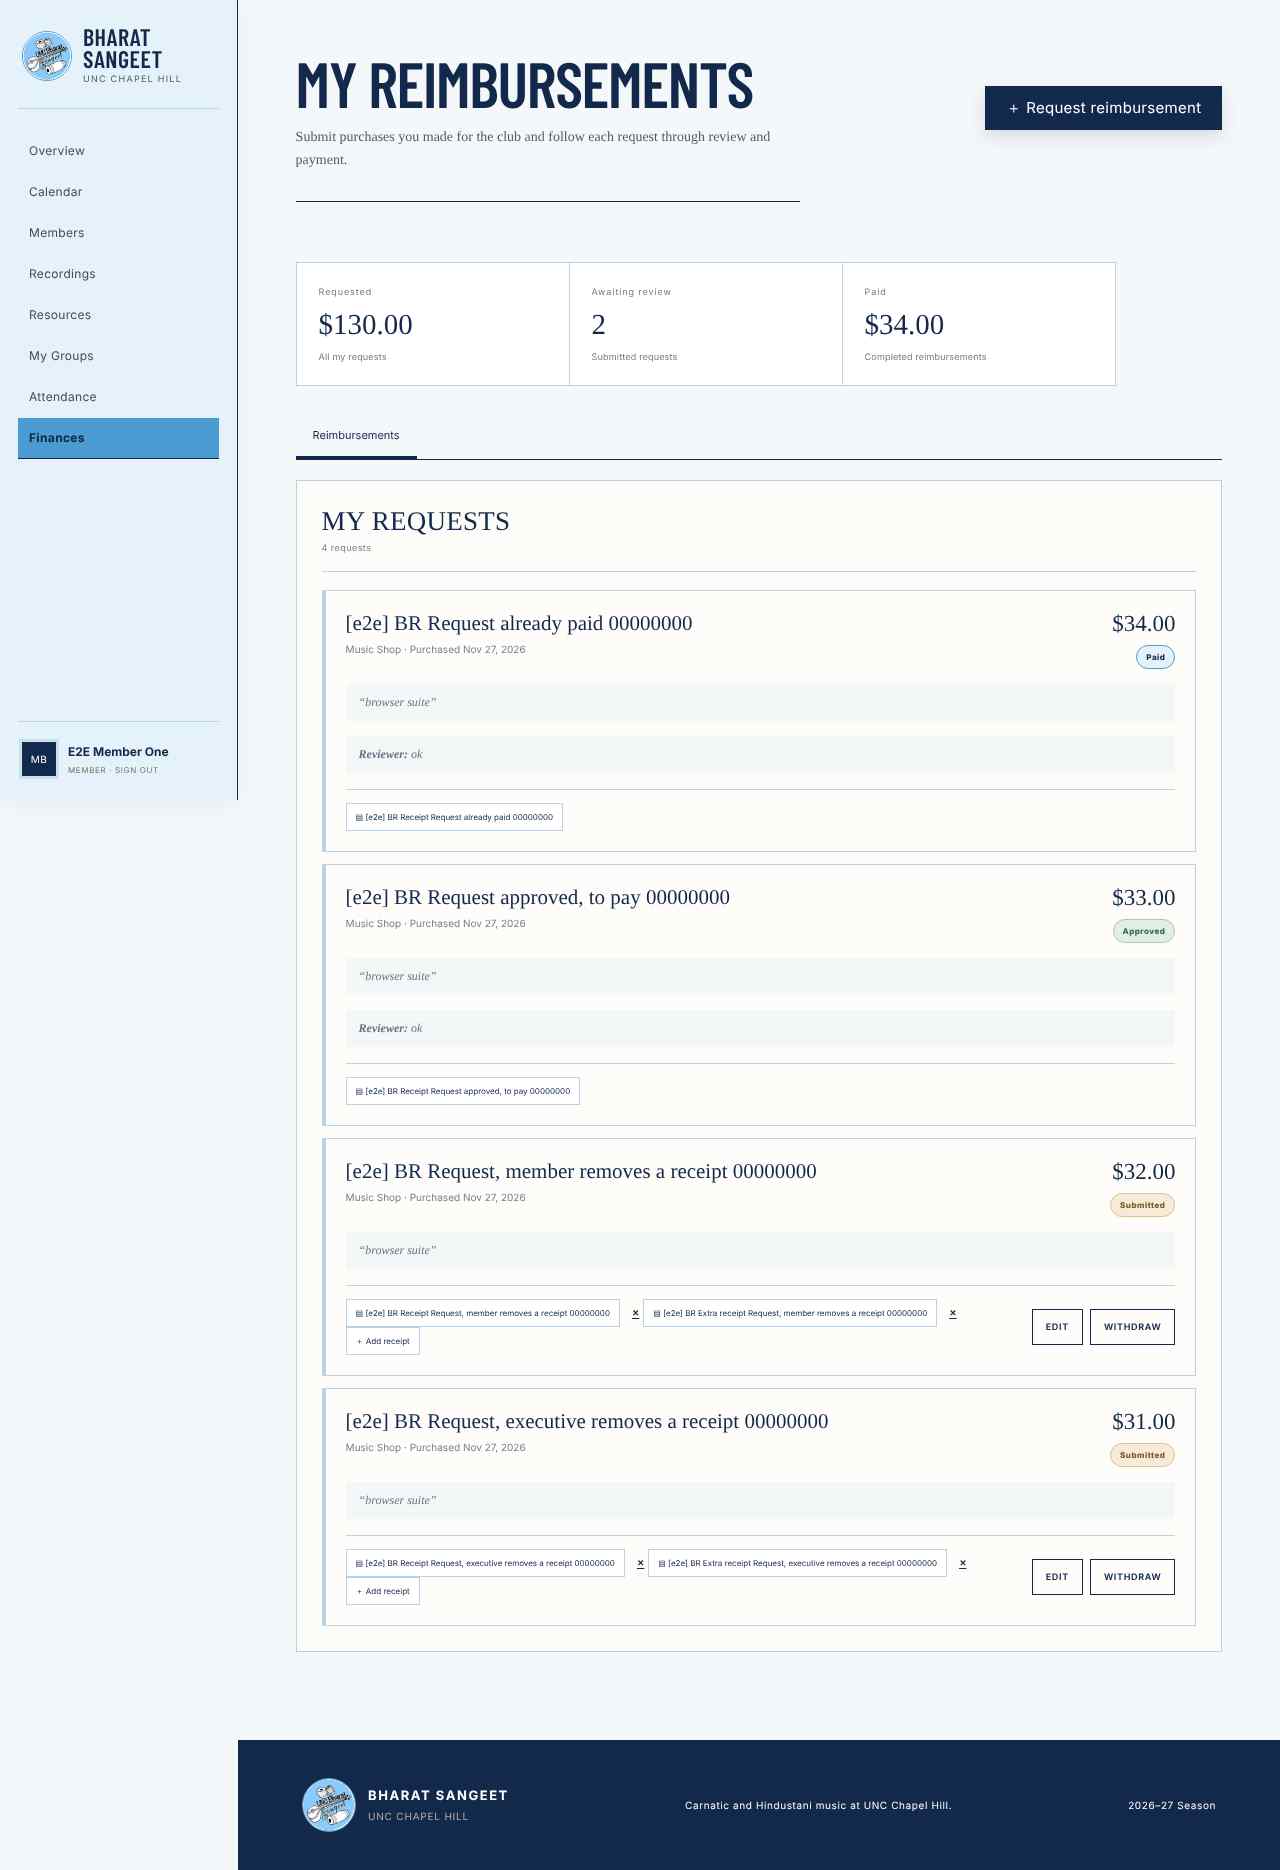 BHARAT
SANGEET
UNC CHAPEL HILL
Overview
Calendar
Members
Recordings
Resources
My Groups
Attendance
Finances
MB
E2E Member One
MEMBER · SIGN OUT
MY REIMBURSEMENTS
Submit purchases you made for the club and follow each request through review and
payment.
+ Request reimbursement
Requested
$130.00
All my requests
Awaiting review
2
Submitted requests
Paid
$34.00
Completed reimbursements
Reimbursements
MY REQUESTS
4 requests
[e2e] BR Request already paid 00000000
$34.00
Music Shop · Purchased Nov 27, 2026
Paid
“browser suite”
Reviewer: ok
▤ [e2e] BR Receipt Request already paid 00000000
[e2e] BR Request approved, to pay 00000000
$33.00
Music Shop · Purchased Nov 27, 2026
Approved
“browser suite”
Reviewer: ok
▤ [e2e] BR Receipt Request approved, to pay 00000000
[e2e] BR Request, member removes a receipt 00000000
$32.00
Music Shop · Purchased Nov 27, 2026
Submitted
“browser suite”
▤ [e2e] BR Receipt Request, member removes a receipt 00000000 × ▤ [e2e] BR Extra receipt Request, member removes a receipt 00000000 ×
+ Add receipt
EDIT
WITHDRAW
[e2e] BR Request, executive removes a receipt 00000000
$31.00
Music Shop · Purchased Nov 27, 2026
Submitted
“browser suite”
▤ [e2e] BR Receipt Request, executive removes a receipt 00000000 × ▤ [e2e] BR Extra receipt Request, executive removes a receipt 00000000 ×
+ Add receipt
EDIT
WITHDRAW
BHARAT SANGEET
UNC CHAPEL HILL
Carnatic and Hindustani music at UNC Chapel Hill.
2026–27 Season